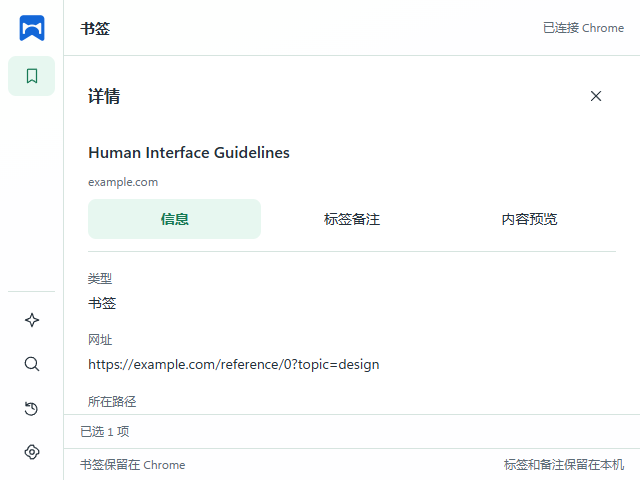 书签
已连接 Chrome
详情
Human Interface Guidelines
example.com
信息
标签备注
内容预览
类型
书签
网址
https://example.com/reference/0?topic=design
所在路径
已选 1 项
书签保留在 Chrome
标签和备注保留在本机